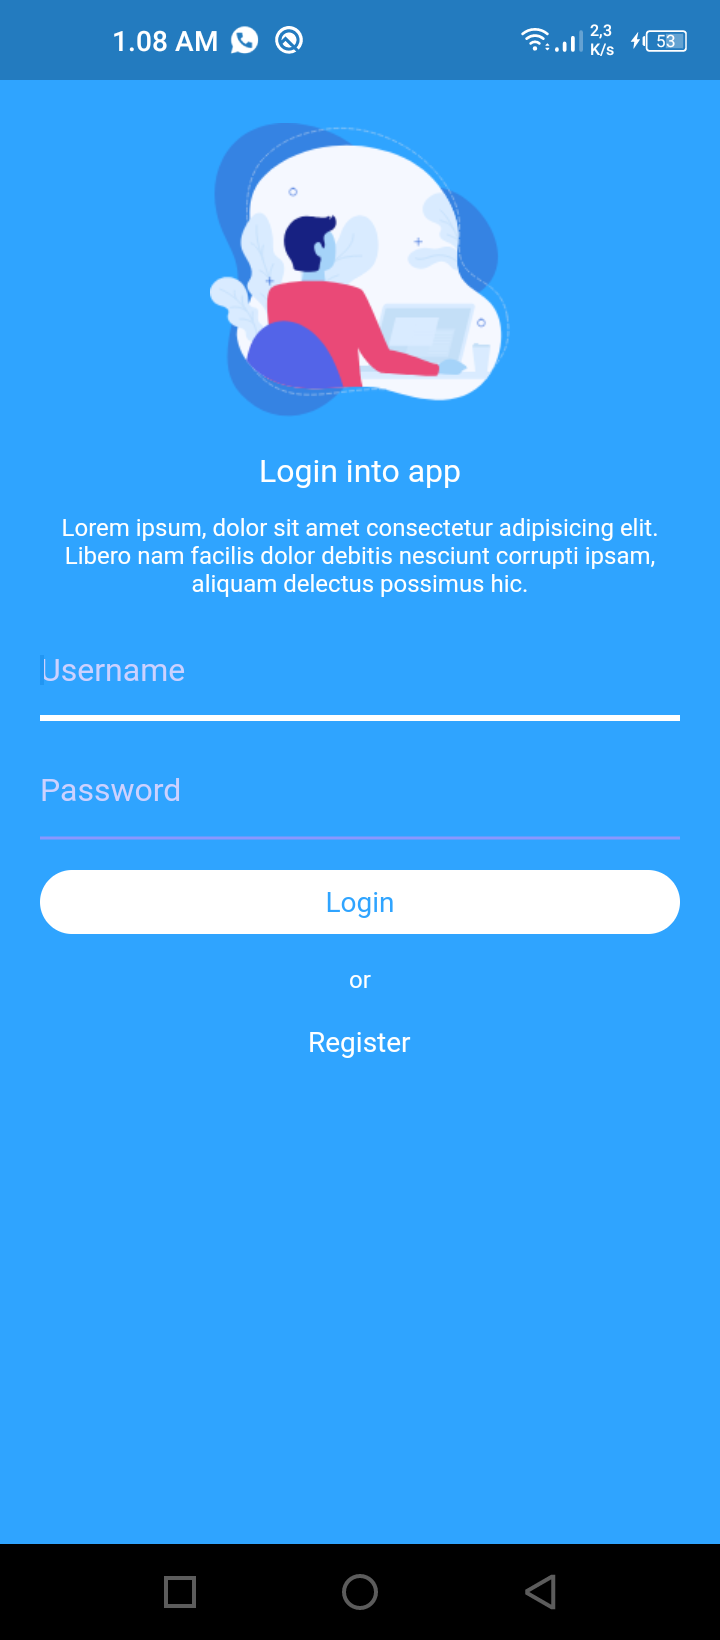 1.08 AM
2,3
K/s
53
Login into app
Lorem ipsum, dolor sit amet consectetur adipisicing elit.
Libero nam facilis dolor debitis nesciunt corrupti ipsam,
aliquam delectus possimus hic.
Username
Password
Login
or
Register